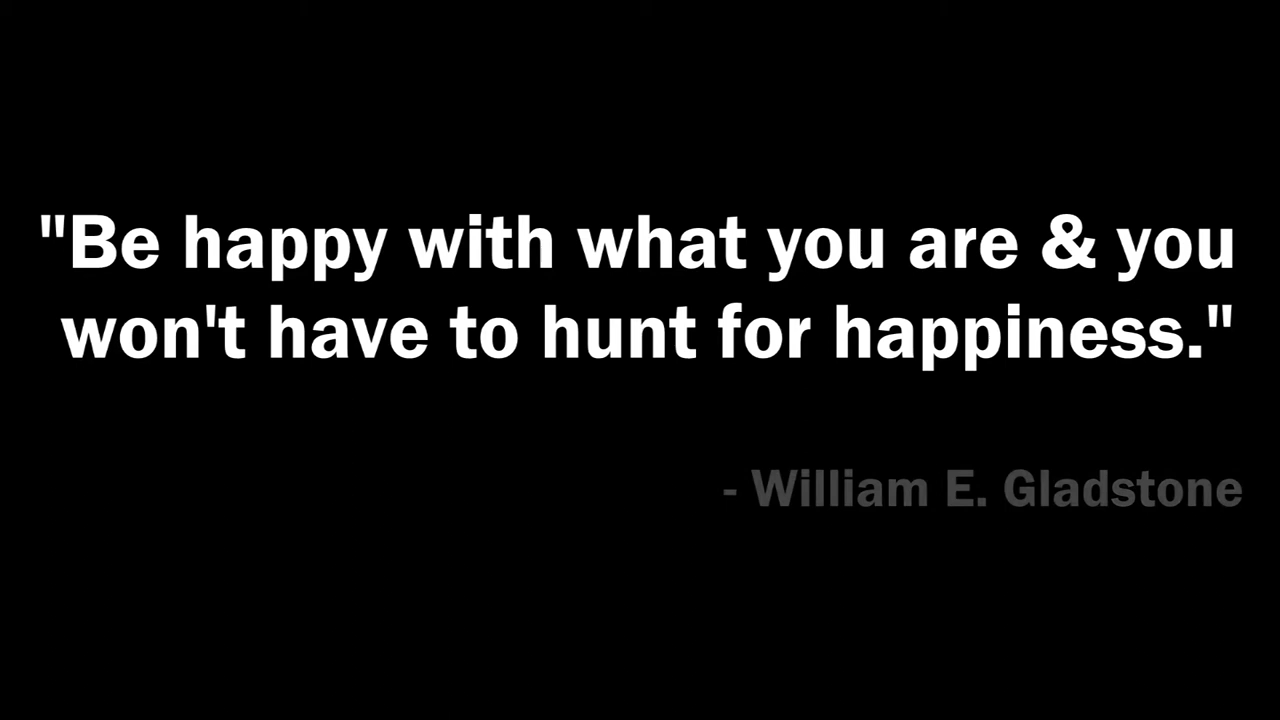 "Be happy with what you are & you
won't have to hunt for happiness."
- William E. Gladstone